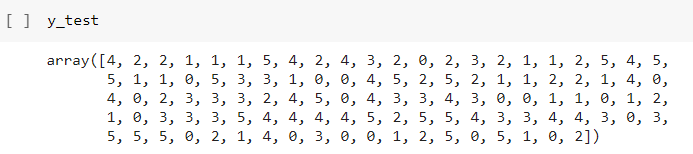 [ ] y_test
array([4, 2, 2, 1, 1, 1, 5, 4, 2, 4, 3, 2, 0, 2, 3, 2, 1, 1, 2, 5, 4, 5,
5, 1, 1, 0, 5, 3, 3, 1, 0, 0, 4, 5, 2, 5, 2, 1, 1, 2, 2, 1, 4, 0,
4, 0, 2, 3, 3, 3, 2, 4, 5, 0, 4, 3, 3, 4, 3, 0, 0, 1, 1, 0, 1, 2,
1, 0, 3, 3, 3, 5, 4, 4, 4, 4, 5, 2, 5, 5, 4, 3, 3, 4, 4, 3, 0, 3,
5, 5, 5, 0, 2, 1, 4, 0, 3, 0, 0, 1, 2, 5, 0, 5, 1, 0, 2])